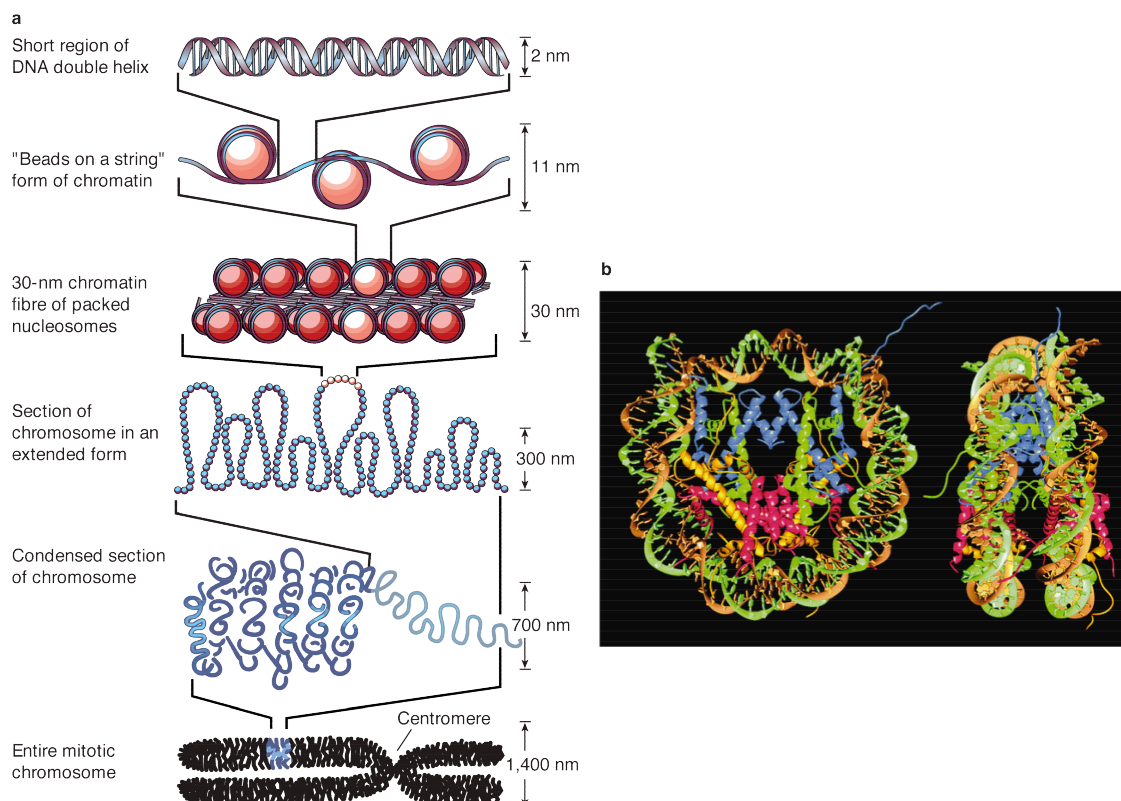 a
Short region of
DNA double helix
2 nm
"Beads on a string"
form of chromatin
11 nm
30-nm chromatin
fibre of packed
nucleosomes
30 nm
Section of
chromosome in an
extended form
300 nm
Condensed section
of chromosome
700 nm
Centromere
Entire mitotic
chromosome
1,400 nm
b